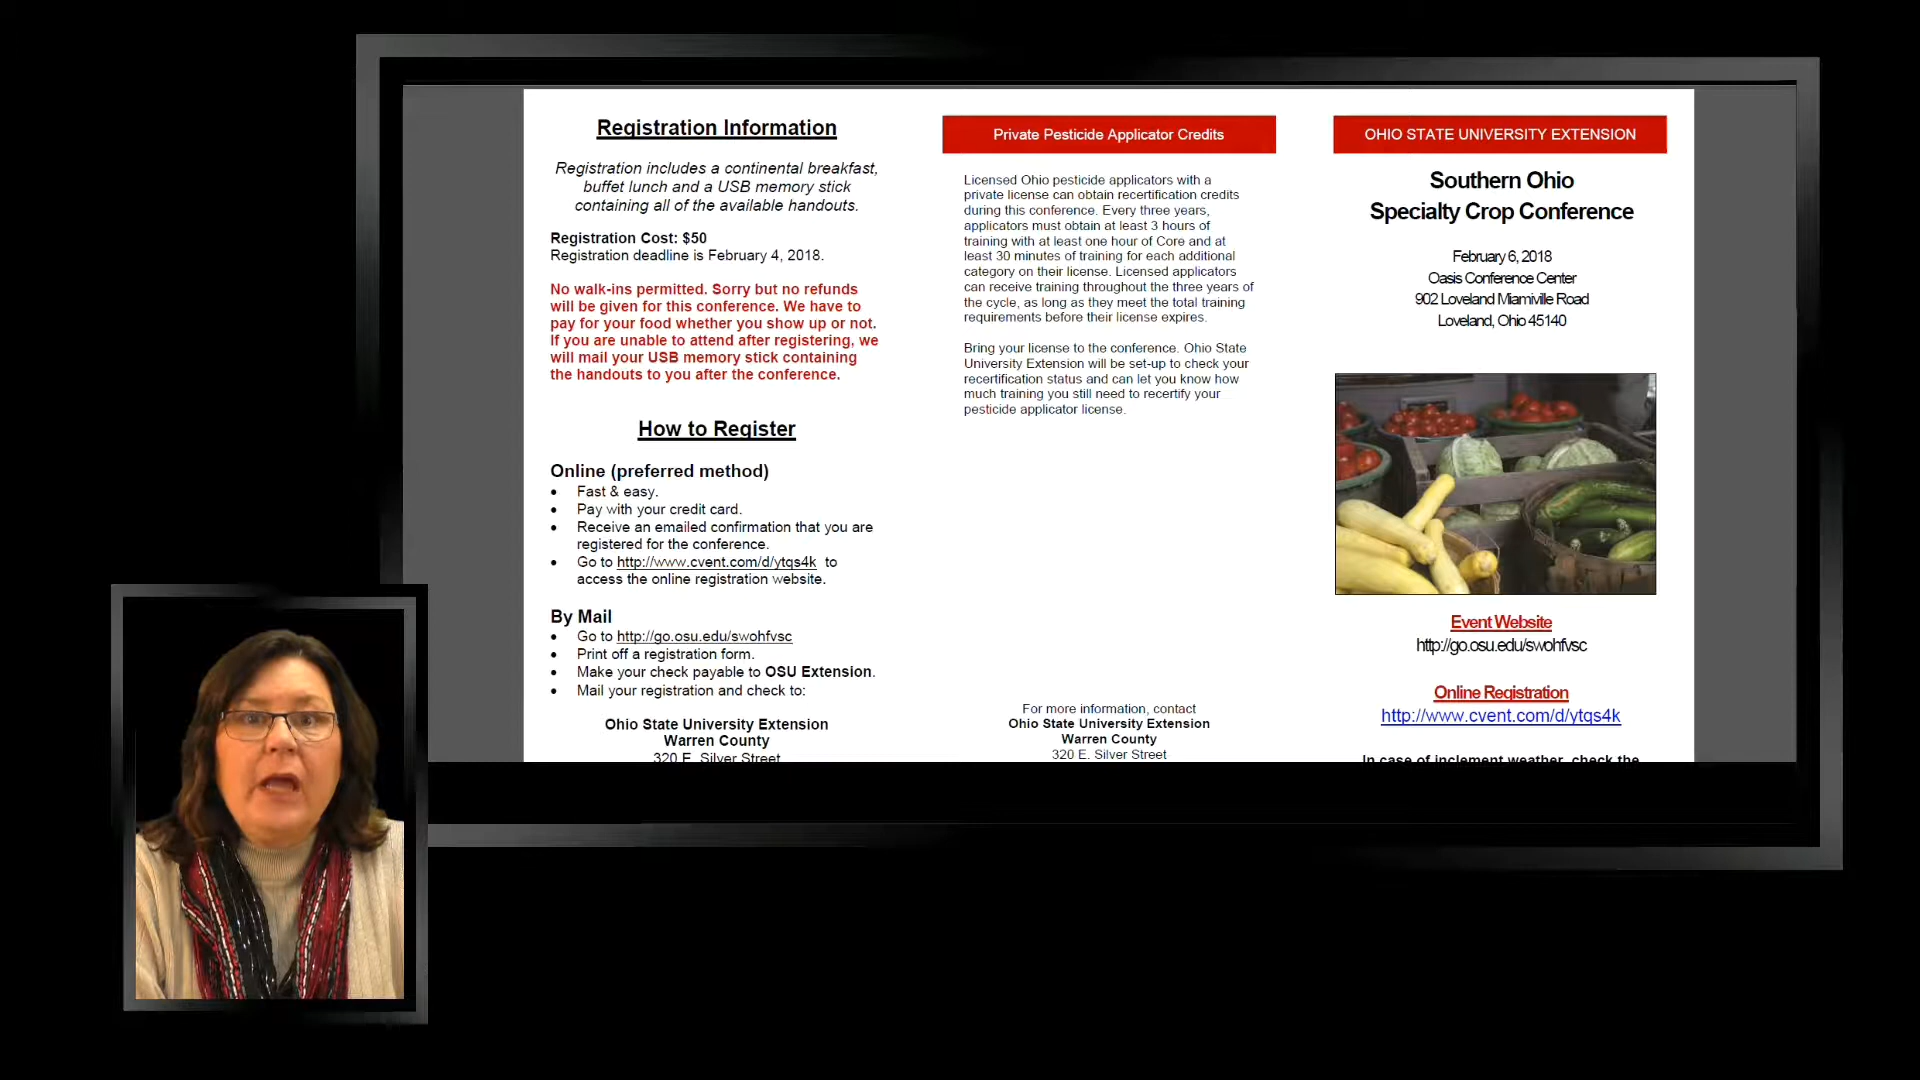 Registration Information
Registration includes a continental breakfast,
buffet lunch and a USB memory stick
containing all of the available handouts.
Registration Cost: $50
Registration deadline is February 4, 2018.
No walk-ins permitted. Sorry but no refunds
will be given for this conference. We have to
pay for your food whether you show up or not.
If you are unable to attend after registering, we
will mail your USB memory stick containing
the handouts to you after the conference.
How to Register
Online (preferred method)
• Fast & easy.
• Pay with your credit card.
• Receive an emailed confirmation that you are
registered for the conference.
• Go to http://www.cvent.com/d/ytqs4k to
access the online registration website.
By Mail
• Go to http://go.osu.edu/swohfvsc
• Print off a registration form.
• Make your check payable to OSU Extension.
• Mail your registration and check to:
Ohio State University Extension
Warren County
320 E. Silver Street
Private Pesticide Applicator Credits
Licensed Ohio pesticide applicators with a
private license can obtain recertification credits
during this conference. Every three years,
applicators must obtain at least 3 hours of
training with at least one hour of Core and at
least 30 minutes of training for each additional
category on their license. Licensed applicators
can receive training throughout the three years of
the cycle, as long as they meet the total training
requirements before their license expires.
Bring your license to the conference. Ohio State
University Extension will be set-up to check your
recertification status and can let you know how
much training you still need to recertify your
pesticide applicator license.
For more information, contact
Ohio State University Extension
Warren County
320 E. Silver Street
OHIO STATE UNIVERSITY EXTENSION
Southern Ohio
Specialty Crop Conference
February 6, 2018
Oasis Conference Center
902 Loveland Miamiville Road
Loveland, Ohio 45140
Event Website
http://go.osu.edu/swohfvsc
Online Registration
http://www.cvent.com/d/ytqs4k
In case of inclement weather, check the